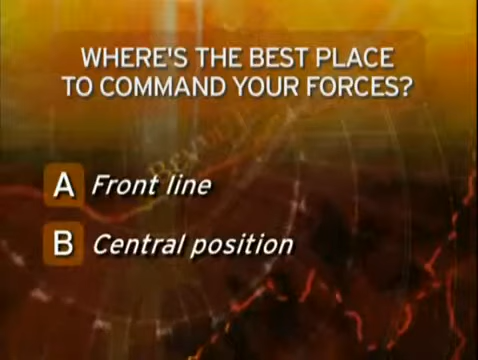 WHERE'S THE BEST PLACE
TO COMMAND YOUR FORCES?
A Front line
B Central position